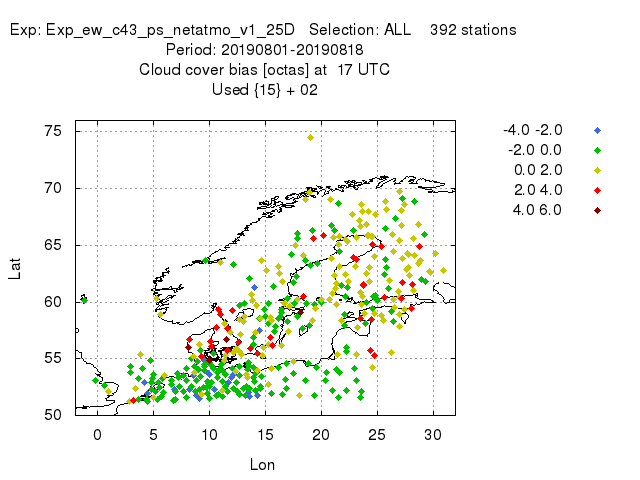 Exp: Exp_ew_c43_ps_netatmo_v1_25D   Selection: ALL    392 stations
Period: 20190801-20190818
Cloud cover bias [octas] at  17 UTC
Used {15} + 02
-4.0 -2.0
-2.0 0.0
0.0 2.0
2.0 4.0
4.0 6.0
75
70
65
60
55
50
Lat
0 5 10 15 20 25 30
Lon